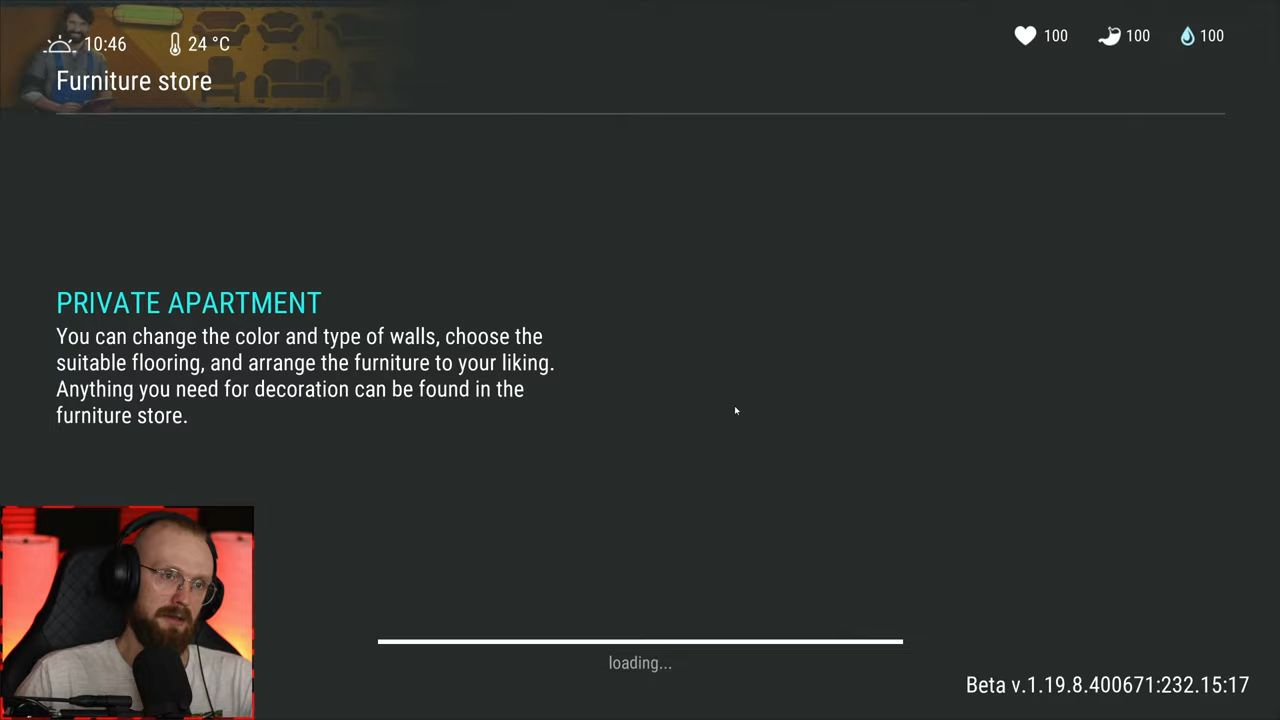 10:46 24 °C
100 100 100
Furniture store
PRIVATE APARTMENT
You can change the color and type of walls, choose the
suitable flooring, and arrange the furniture to your liking.
Anything you need for decoration can be found in the
furniture store.
loading...
Beta v.1.19.8.400671:232.15:17